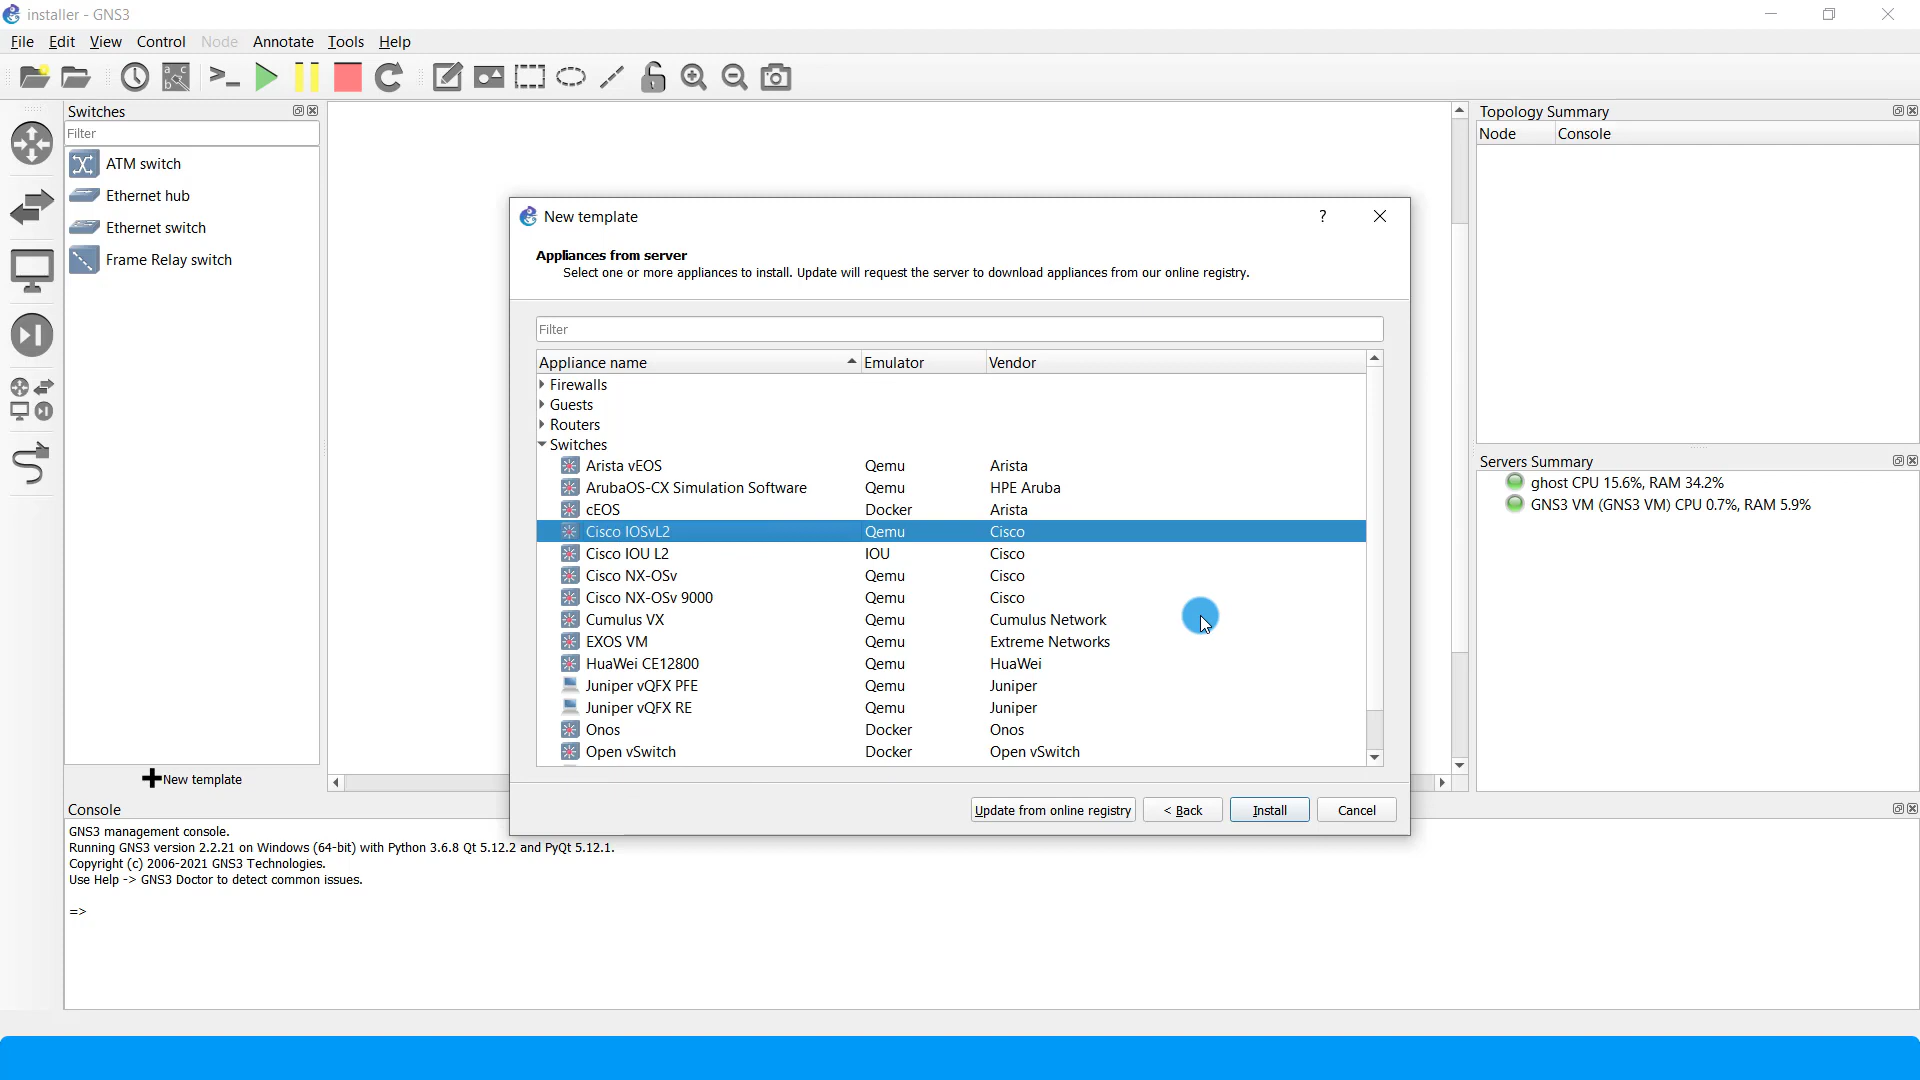 installer - GNS3
File Edit View Control Node Annotate Tools Help
Switches
Filter
ATM switch
Ethernet hub
Ethernet switch
Frame Relay switch
New template
Topology Summary
Node Console
Servers Summary
ghost CPU 15.6%, RAM 34.2%
GNS3 VM (GNS3 VM) CPU 0.7%, RAM 5.9%
New template
?
Appliances from server
Select one or more appliances to install. Update will request the server to download appliances from our online registry.
Filter
Appliance name Emulator Vendor
Firewalls
Guests
Routers
Switches
Arista vEOS Qemu Arista
ArubaOS-CX Simulation Software Qemu HPE Aruba
cEOS Docker Arista
Cisco IOSvL2 Qemu Cisco
Cisco IOU L2 IOU Cisco
Cisco NX-OSv Qemu Cisco
Cisco NX-OSv 9000 Qemu Cisco
Cumulus VX Qemu Cumulus Network
EXOS VM Qemu Extreme Networks
HuaWei CE12800 Qemu HuaWei
Juniper vQFX PFE Qemu Juniper
Juniper vQFX RE Qemu Juniper
Onos Docker Onos
Open vSwitch Docker Open vSwitch
Update from online registry < Back Install Cancel
Console
GNS3 management console.
Running GNS3 version 2.2.21 on Windows (64-bit) with Python 3.6.8 Qt 5.12.2 and PyQt 5.12.1.
Copyright (c) 2006-2021 GNS3 Technologies.
Use Help -> GNS3 Doctor to detect common issues.
=>